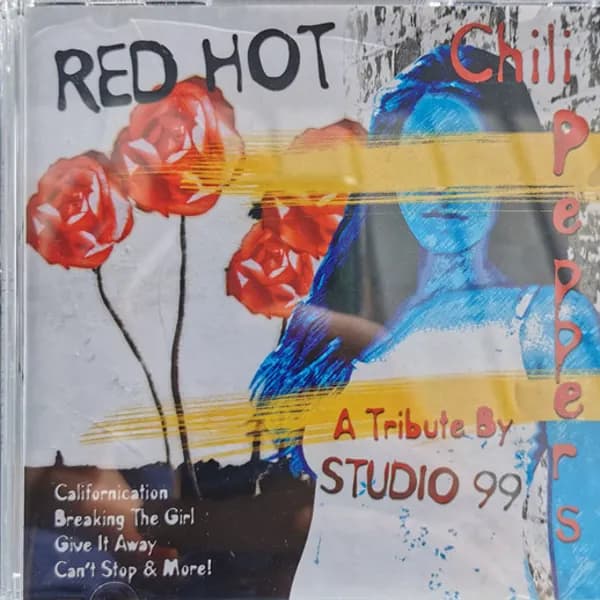 RED HOT
Chili
Peppers
A Tribute By
STUDIO 99
Californication
Breaking The Girl
Give It Away
Can't Stop & More!